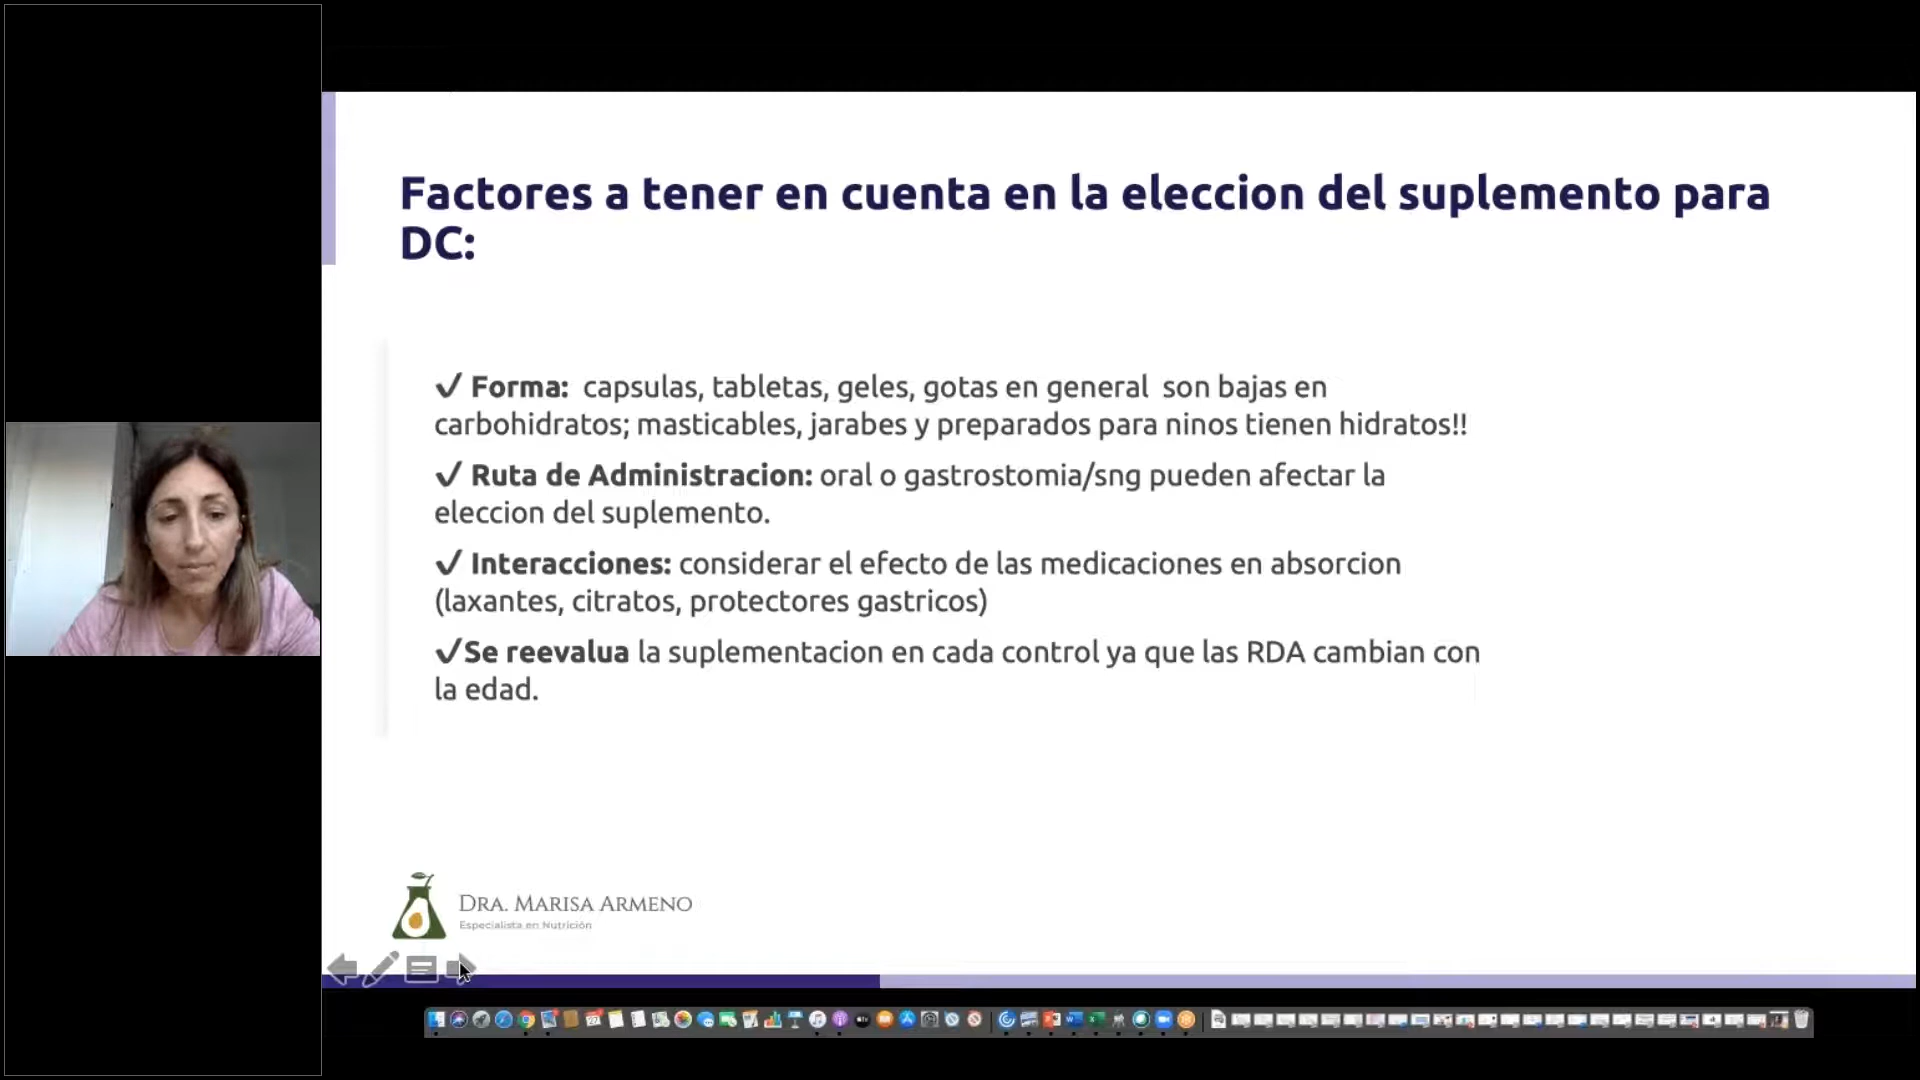 Factores a tener en cuenta en la eleccion del suplemento para
DC:
✓ Forma: capsulas, tabletas, geles, gotas en general son bajas en
carbohidratos; masticables, jarabes y preparados para ninos tienen hidratos!!
✓ Ruta de Administracion: oral o gastrostomia/sng pueden afectar la
eleccion del suplemento.
✓ Interacciones: considerar el efecto de las medicaciones en absorcion
(laxantes, citratos, protectores gastricos)
✓Se reevalua la suplementacion en cada control ya que las RDA cambian con
la edad.
DRA. MARISA ARMENO
Especialista en Nutrición